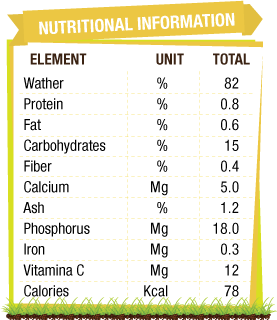 NUTRITIONAL INFORMATION
ELEMENT UNIT TOTAL
Wather % 82
Protein % 0.8
Fat % 0.6
Carbohydrates % 15
Fiber % 0.4
Calcium Mg 5.0
Ash % 1.2
Phosphorus Mg 18.0
Iron Mg 0.3
Vitamina C Mg 12
Calories Kcal 78